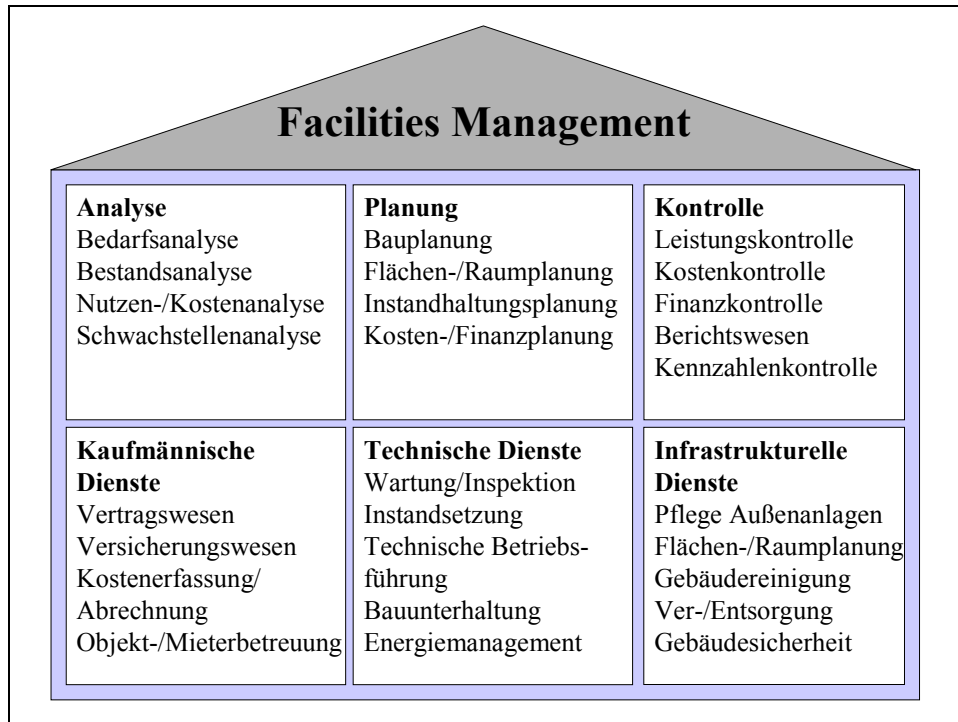 Facilities Management
Analyse
Bedarfsanalyse
Bestandsanalyse
Nutzen-/Kostenanalyse
Schwachstellenanalyse
Planung
Bauplanung
Flächen-/Raumplanung
Instandhaltungsplanung
Kosten-/Finanzplanung
Kontrolle
Leistungskontrolle
Kostenkontrolle
Finanzkontrolle
Berichtswesen
Kennzahlenkontrolle
Kaufmännische
Dienste
Vertragswesen
Versicherungswesen
Kostenerfassung/
Abrechnung
Objekt-/Mieterbetreuung
Technische Dienste
Wartung/Inspektion
Instandsetzung
Technische Betriebs-
führung
Bauunterhaltung
Energiemanagement
Infrastrukturelle
Dienste
Pflege Außenanlagen
Flächen-/Raumplanung
Gebäudereinigung
Ver-/Entsorgung
Gebäudesicherheit